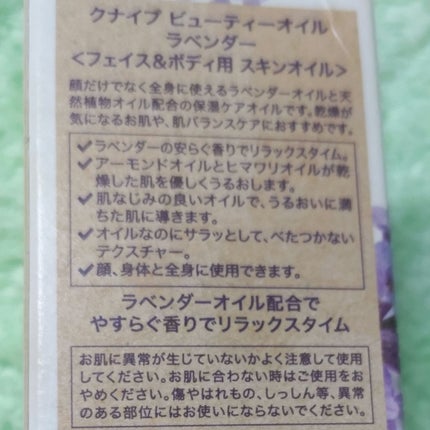 クナイプ ビューティーオイル
ラベンダー
<フェイス&ボディ用 スキンオイル>
顔だけでなく全身に使えるラベンダーオイルと天
然植物オイル配合の保湿ケアオイルです。乾燥が
気になるお肌や、肌バランスケアにおすすめです。
✓ラベンダーの安らぐ香りでリラックスタイム。
✓アーモンドオイルとヒマワリオイルが乾
燥した肌を優しくうるおします。
✓肌なじみの良いオイルで、うるおいに満
ちた肌に導きます。
✓オイルなのにサラッとして、べたつかない
テクスチャー。
✓顔、身体と全身に使用できます。
ラベンダーオイル配合で
やすらぐ香りでリラックスタイム
お肌に異常が生じていないかよく注意して使用
してください。お肌に合わない時はご使用をお
やめください。傷やはれもの、しっしん等、異常
のある部位にはお使いにならないでください。